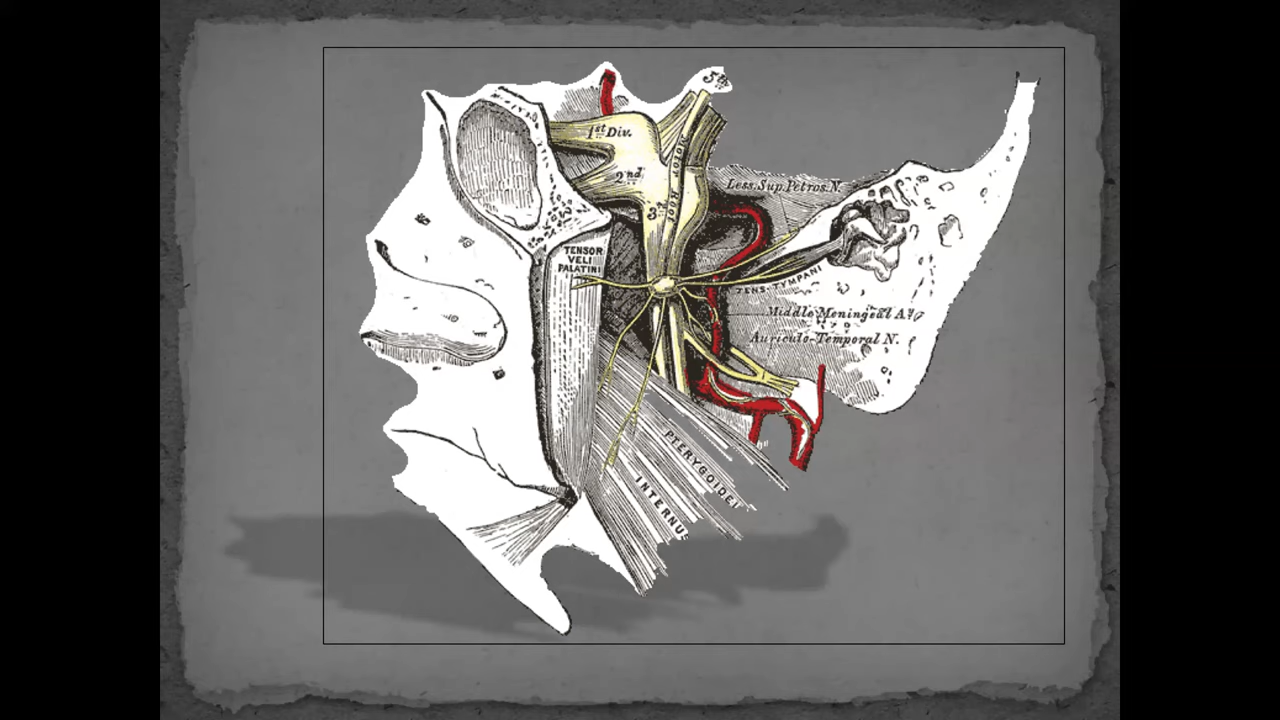 5th
1st Div.
MOTOR ROOT
2nd
3rd
Less. Sup. Petros. N.
TENSOR
VELI
PALATINI
TENS. TYMPANI
Middle Meningeal A.
Auriculo-Temporal N.
PTERYGOIDEI
INTERNUS